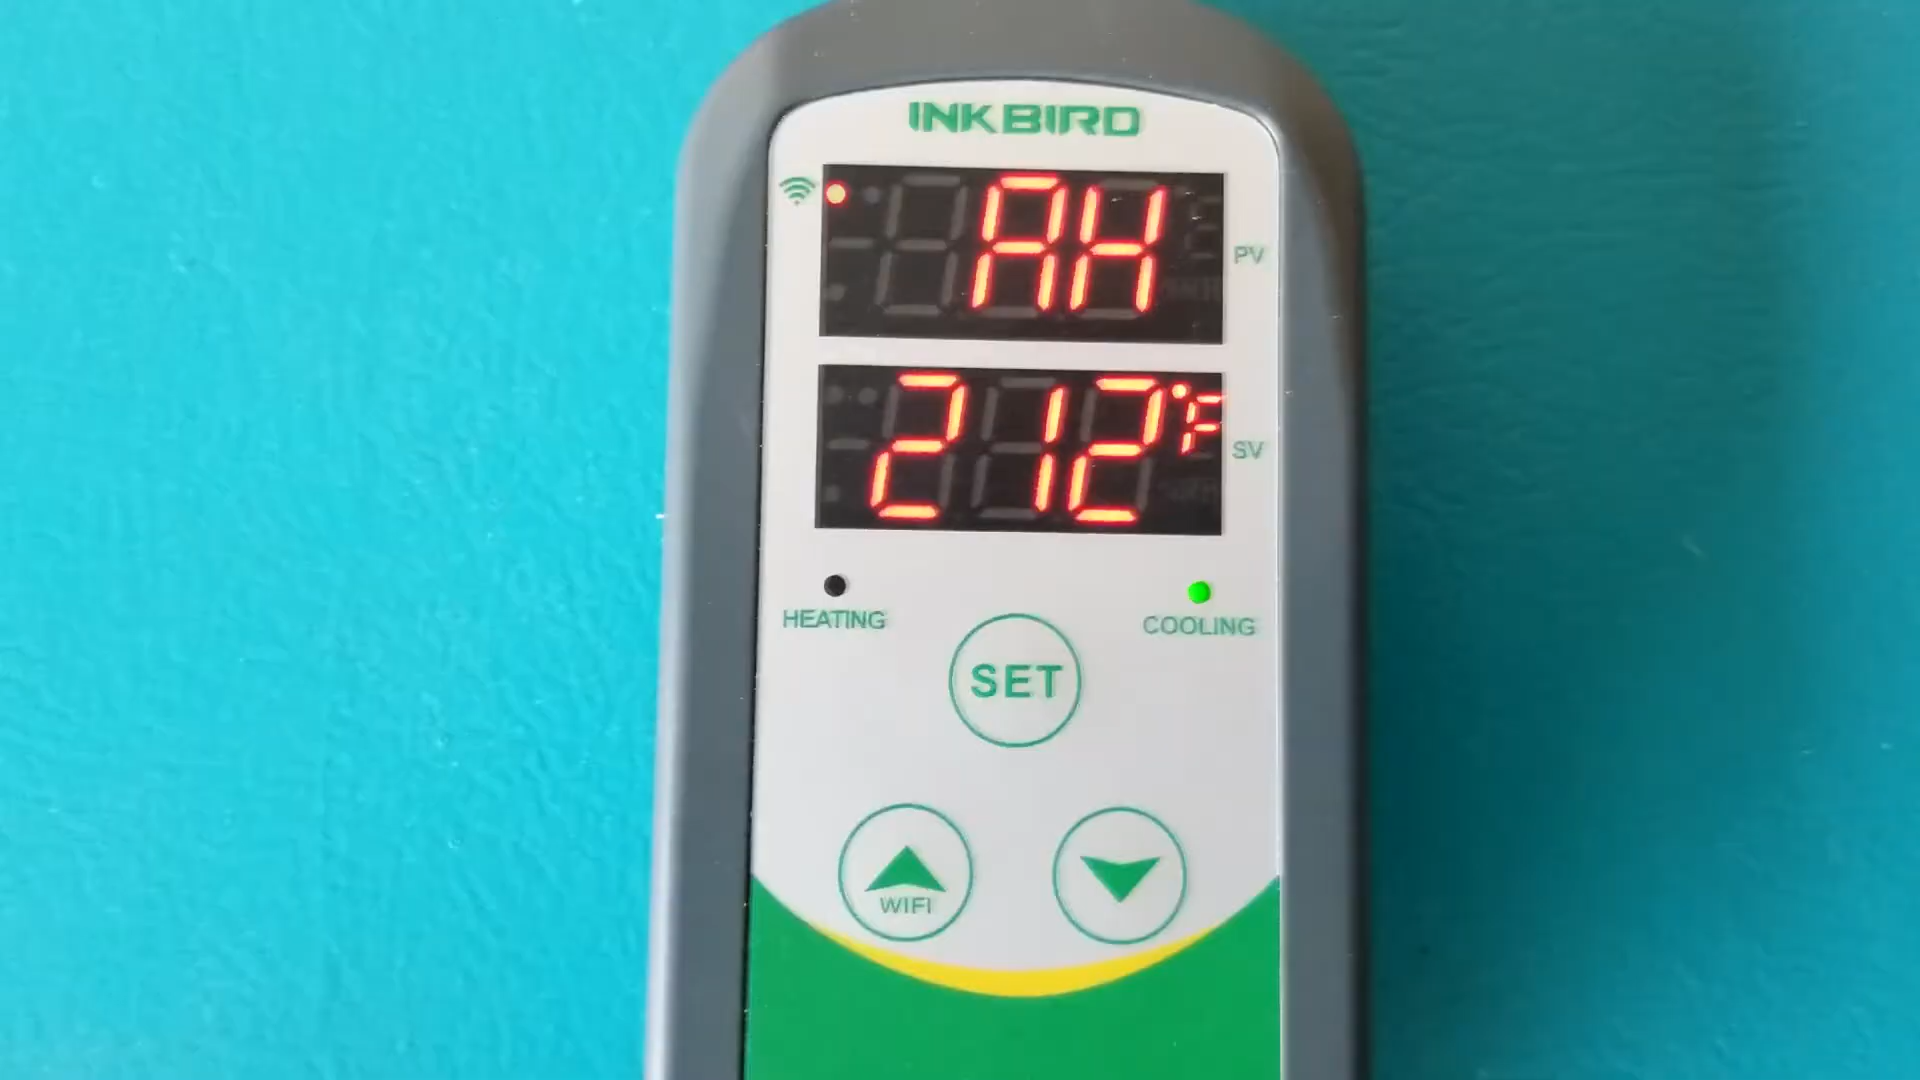 INKBIRD
AH
PV
212°F
SV
HEATING
COOLING
SET
WIFI